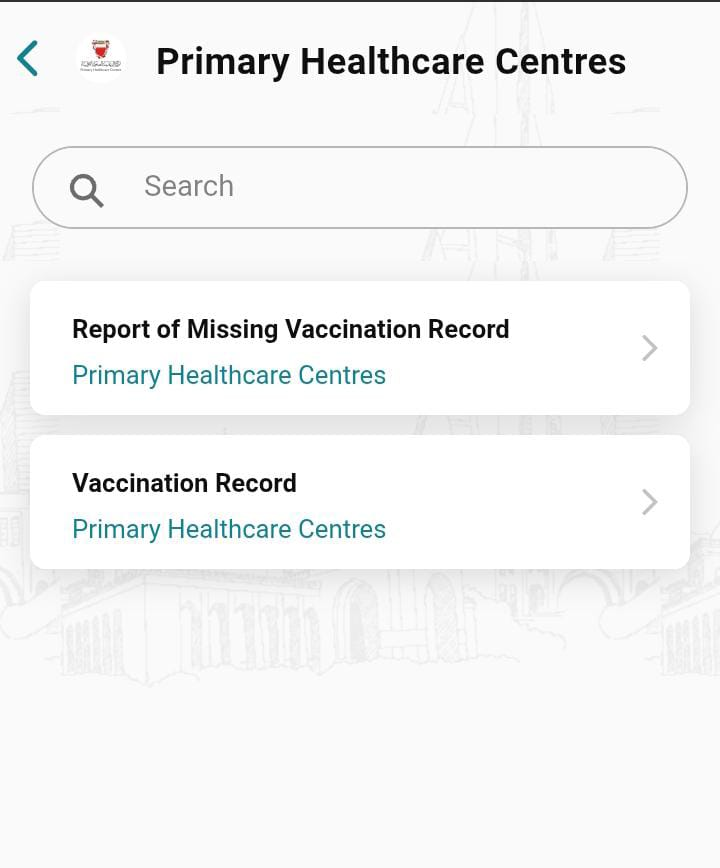 Primary Healthcare Centres
Search
Report of Missing Vaccination Record
Primary Healthcare Centres
Vaccination Record
Primary Healthcare Centres